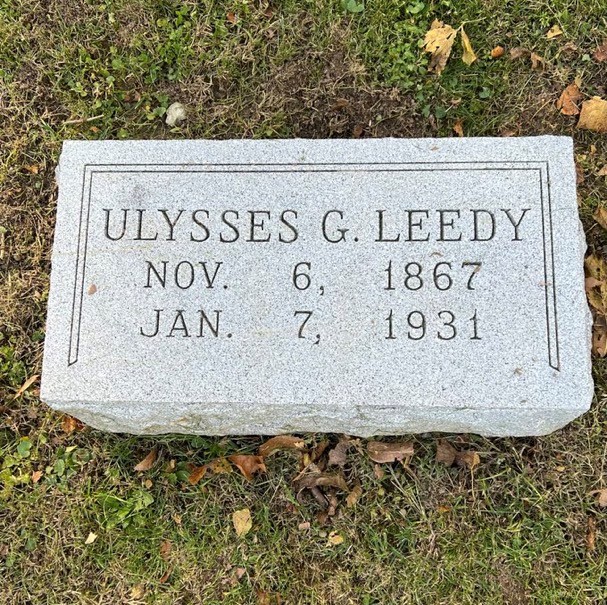 ULYSSES G. LEEDY
NOV. 6, 1867
JAN. 7, 1931